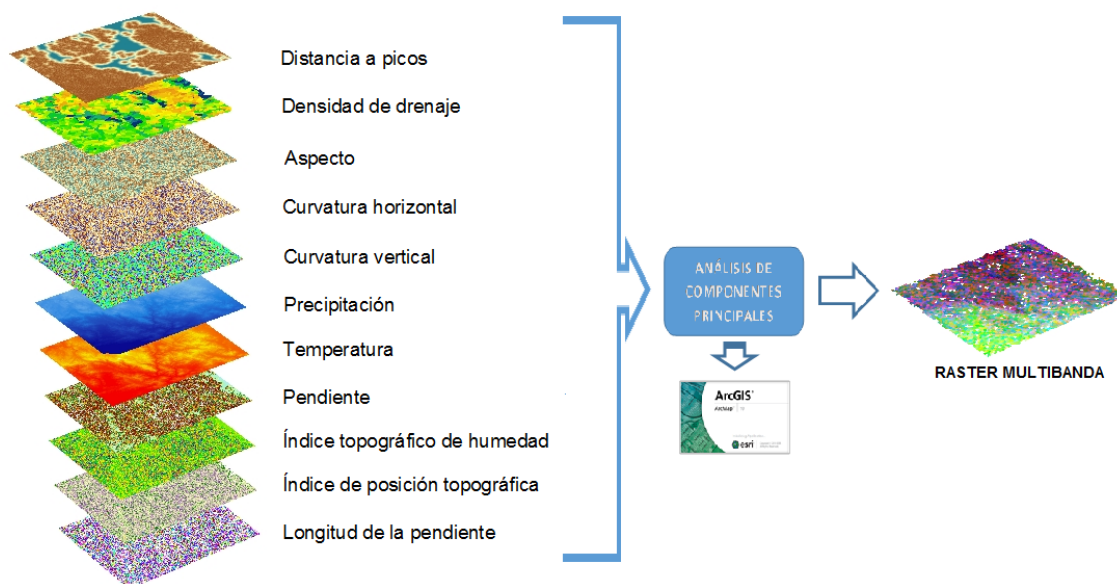 Distancia a picos
Densidad de drenaje
Aspecto
Curvatura horizontal
Curvatura vertical
Precipitación
Temperatura
Pendiente
Índice topográfico de humedad
Índice de posición topográfica
Longitud de la pendiente
ANÁLISIS DE
COMPONENTES
PRINCIPALES
ArcGIS
esri
RASTER MULTIBANDA